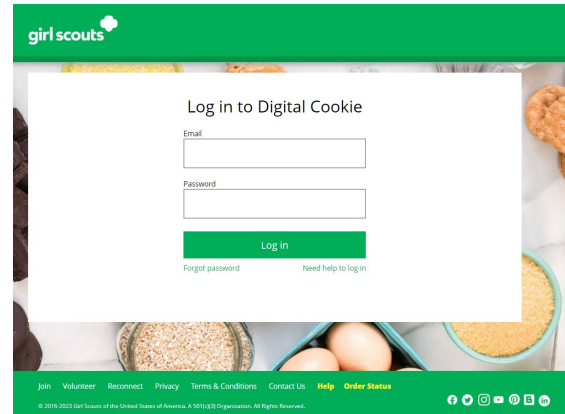 girl scouts
Log in to Digital Cookie
Email
Password
Log in
Forgot password Need help to log in
Join Volunteer Reconnect Privacy Terms & Conditions Contact Us Help Order Status
© 2016-2023 Girl Scouts of the United States of America. A 501(c)(3) Organization. All Rights Reserved.